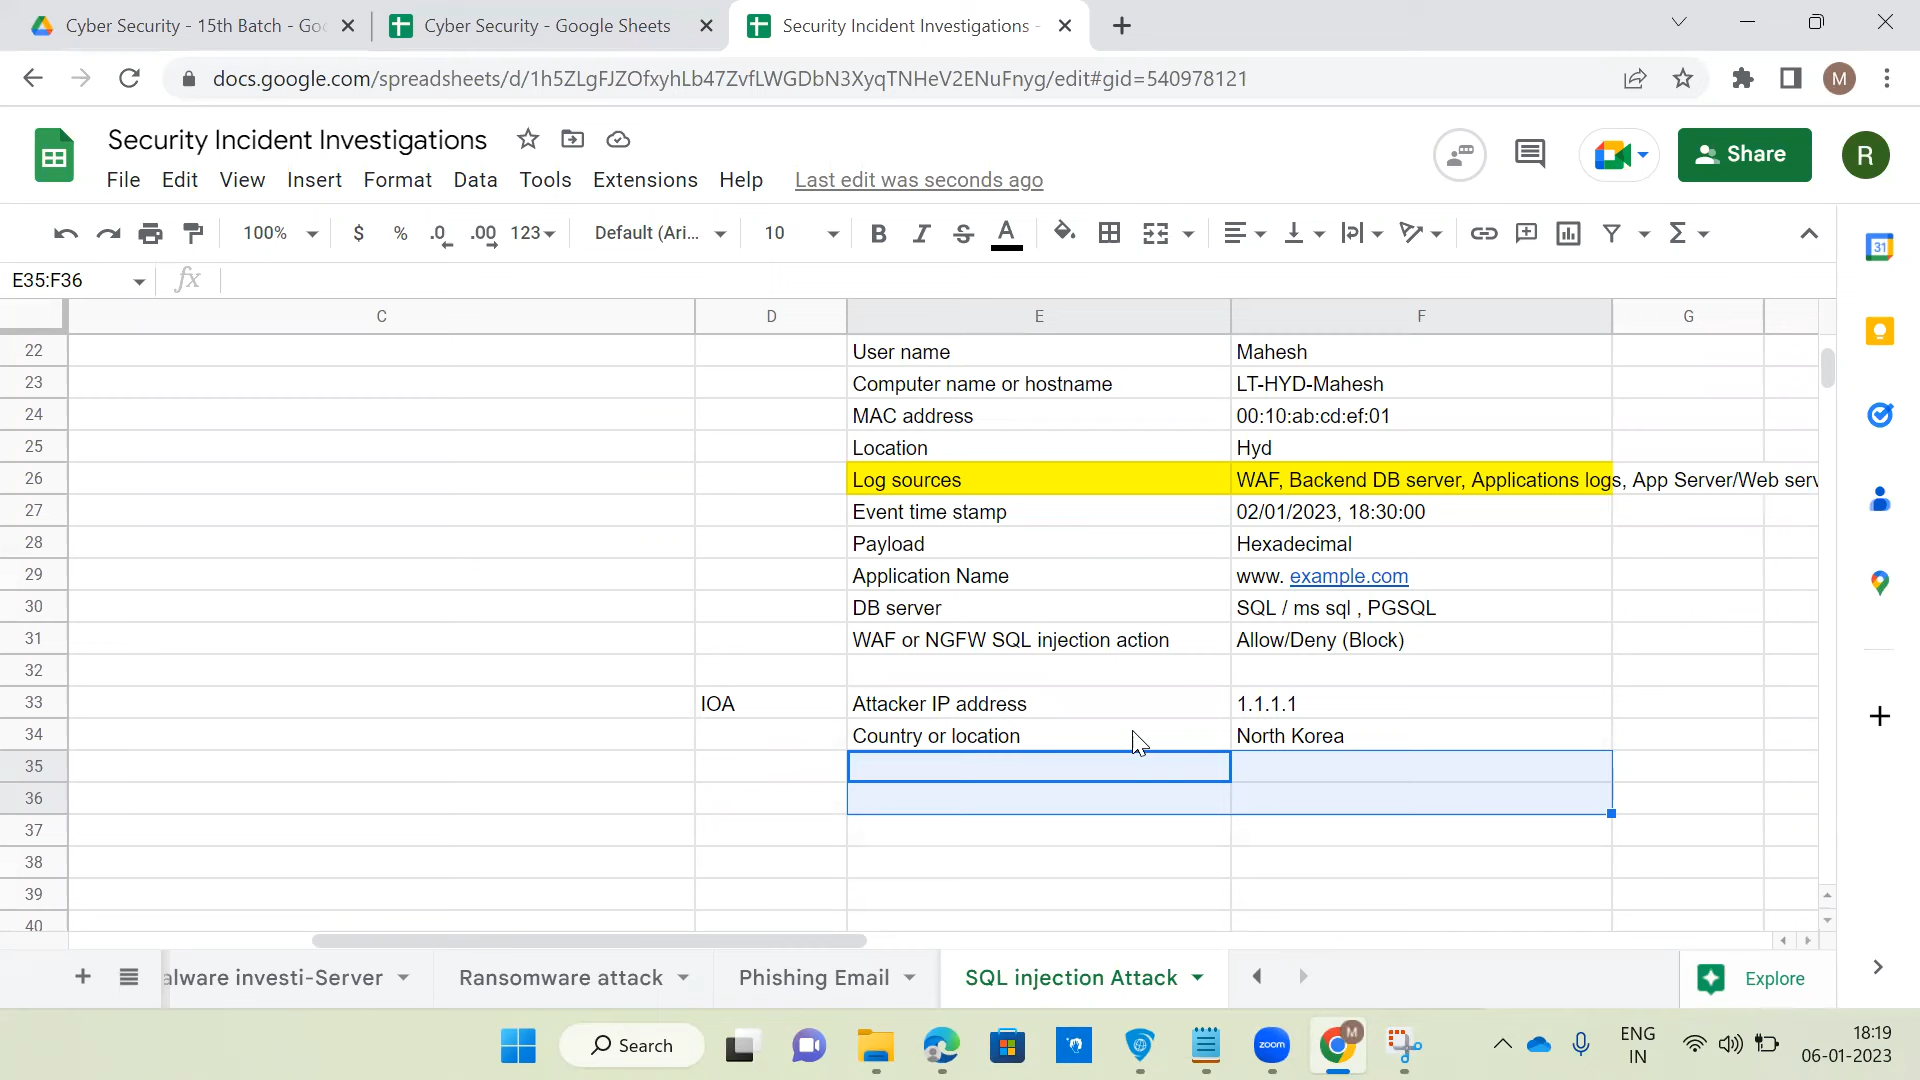 Cyber Security - 15th Batch - Go
Cyber Security - Google Sheets
Security Incident Investigations -
docs.google.com/spreadsheets/d/1h5ZLgFJZOfxyhLb47ZvfLWGDbN3XyqTNHeV2ENuFnyg/edit#gid=540978121
M
Security Incident Investigations
Share
R
File Edit View Insert Format Data Tools Extensions Help Last edit was seconds ago
100% $ % .0 .00 123 Default (Ari... 10 B I S A
31
E35:F36 fx
C D E F G
22 User name Mahesh
23 Computer name or hostname LT-HYD-Mahesh
24 MAC address 00:10:ab:cd:ef:01
25 Location Hyd
26 Log sources WAF, Backend DB server, Applications logs, App Server/Web serv
27 Event time stamp 02/01/2023, 18:30:00
28 Payload Hexadecimal
29 Application Name www. example.com
30 DB server SQL / ms sql , PGSQL
31 WAF or NGFW SQL injection action Allow/Deny (Block)
32
33 IOA Attacker IP address 1.1.1.1
34 Country or location North Korea
35
36
37
38
39
40
alware investi-Server Ransomware attack Phishing Email SQL injection Attack Explore
Search zoom M ENG IN 18:19
06-01-2023